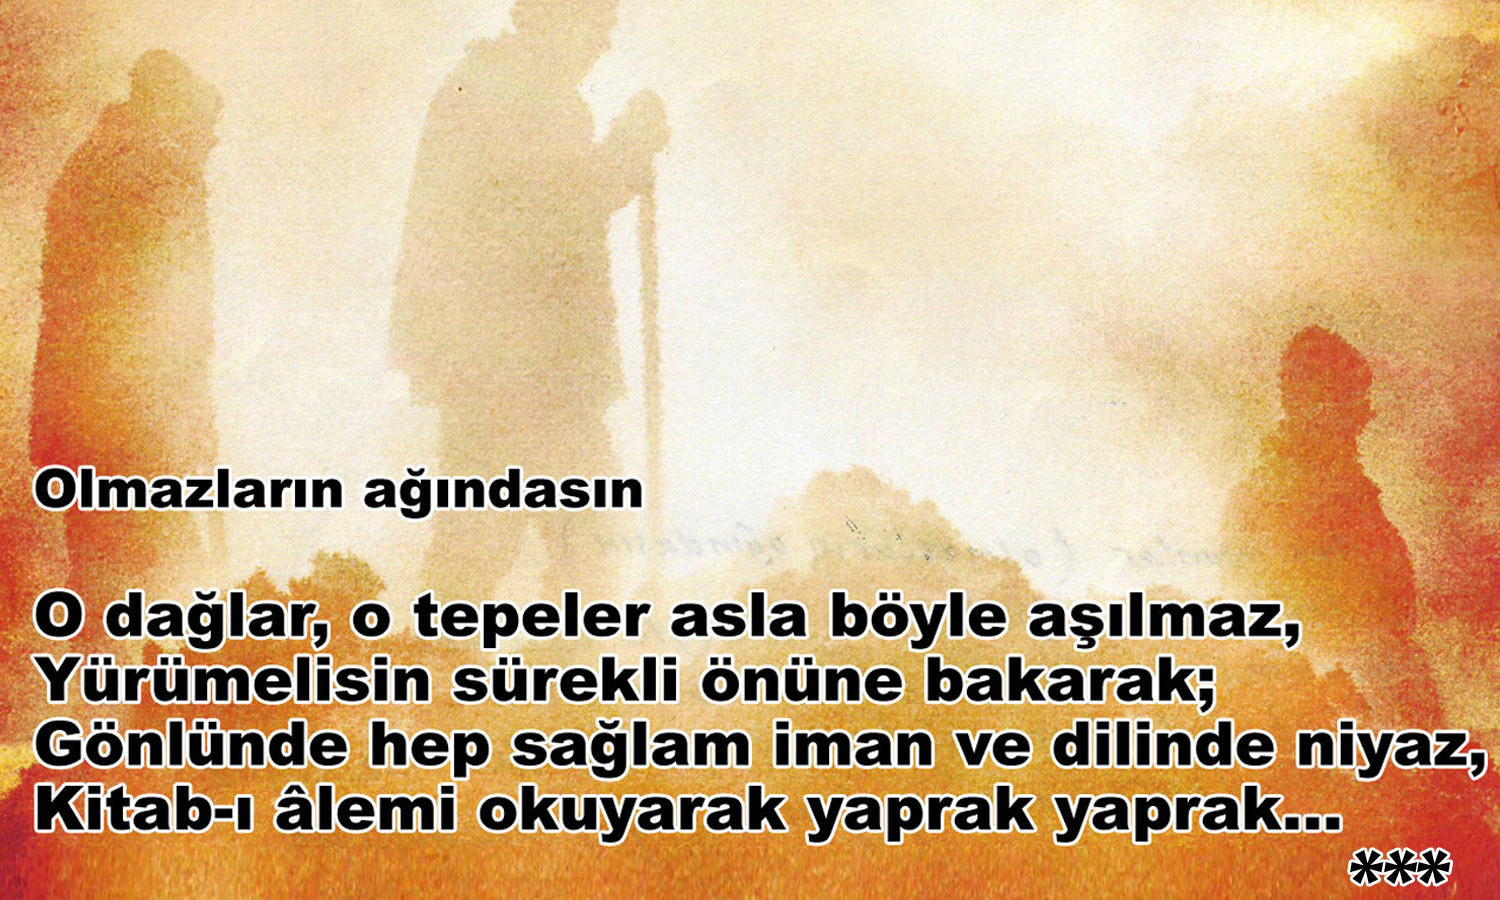 Olmazların ağındasın
O dağlar, o tepeler asla böyle aşılmaz,
Yürümelisin sürekli önüne bakarak;
Gönlünde hep sağlam iman ve dilinde niyaz,
Kitab-ı âlemi okuyarak yaprak yaprak...
***